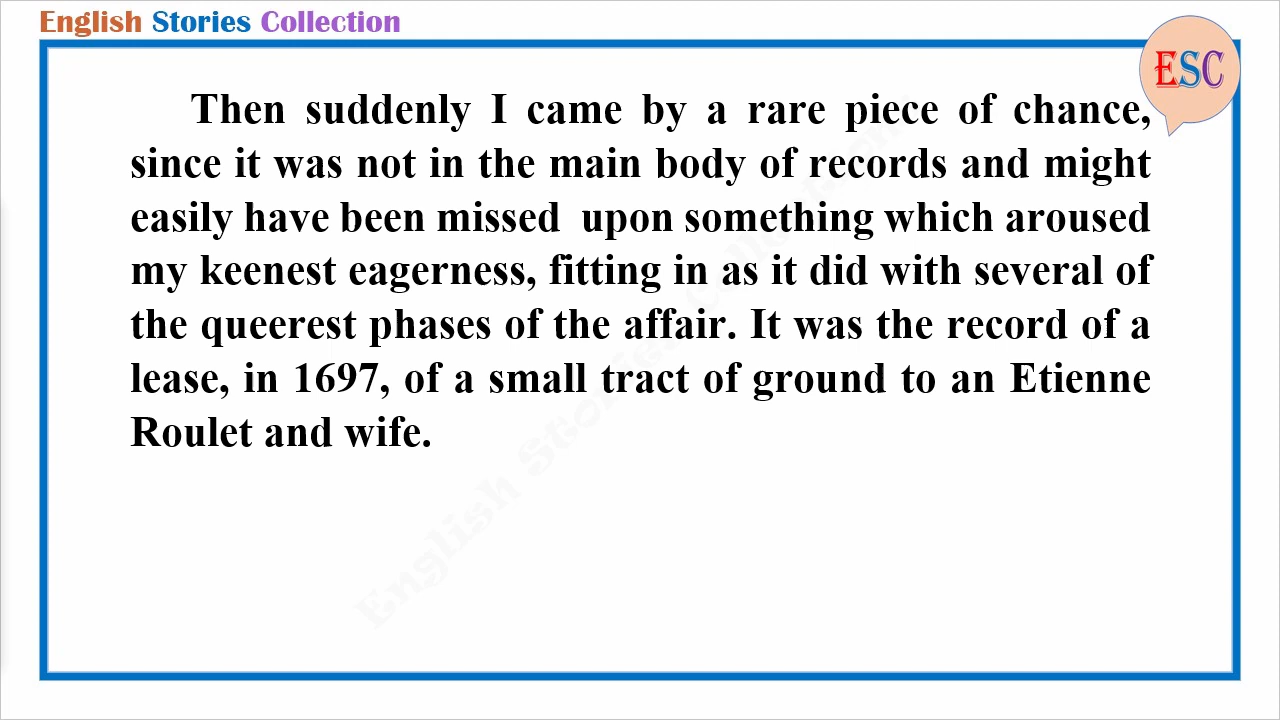 English Stories Collection
ESC
Then suddenly I came by a rare piece of chance,
since it was not in the main body of records and might
easily have been missed  upon something which aroused
my keenest eagerness, fitting in as it did with several of
the queerest phases of the affair. It was the record of a
lease, in 1697, of a small tract of ground to an Etienne
Roulet and wife.
English Stories Collection